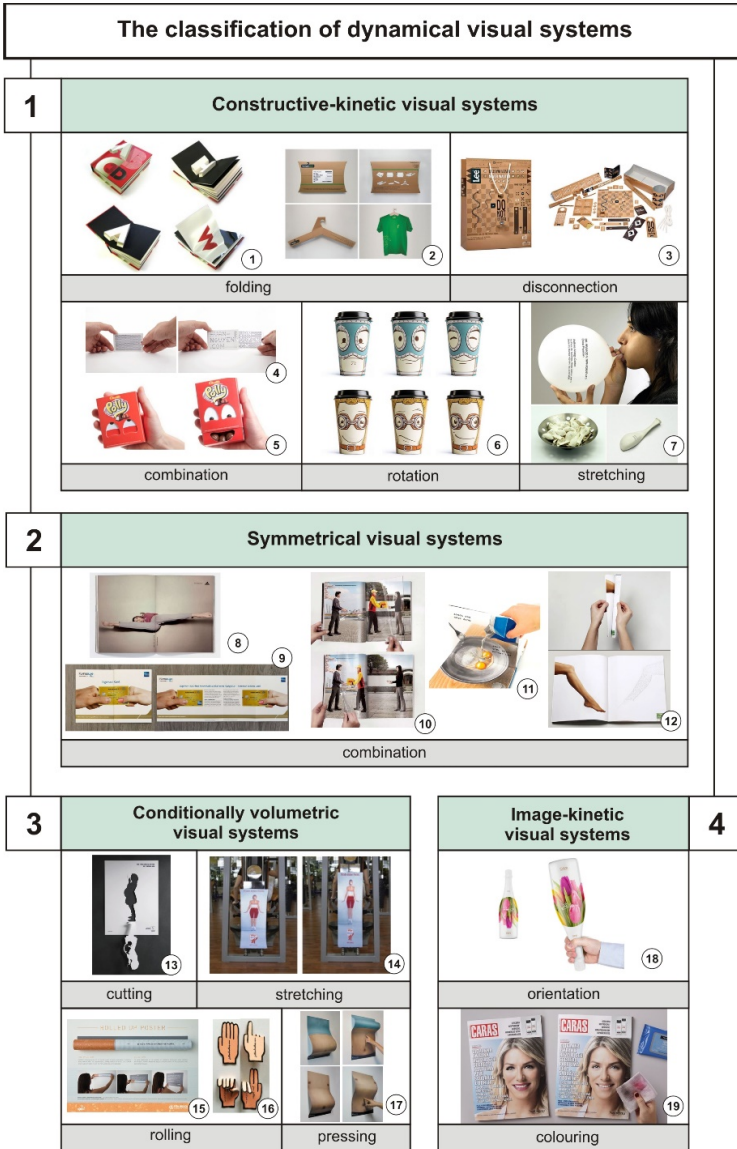 The classification of dynamical visual systems
1
Constructive-kinetic visual systems
Lee
1
2
3
folding
disconnection
4
5
6
7
combination
rotation
stretching
2
Symmetrical visual systems
8
9
10
11
12
combination
3
Conditionally volumetric
visual systems
13
14
cutting
stretching
15
16
17
rolling
pressing
Image-kinetic
visual systems
4
18
orientation
CARAS
CARAS
19
colouring